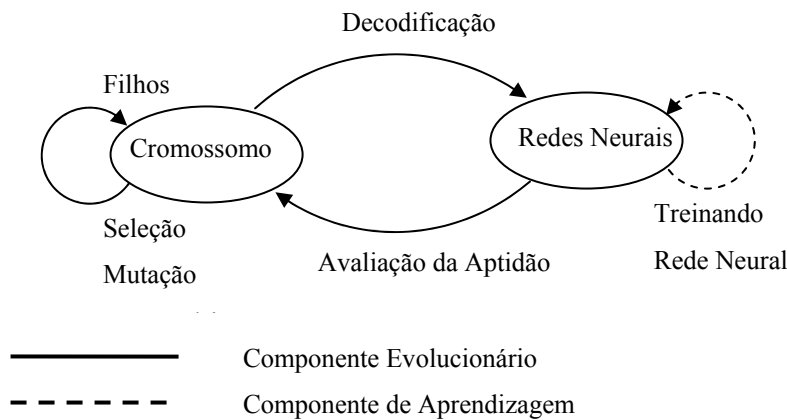 Decodificação
Filhos
Cromossomo
Redes Neurais
Seleção
Mutação
Avaliação da Aptidão
Treinando
Rede Neural
Componente Evolucionário
Componente de Aprendizagem